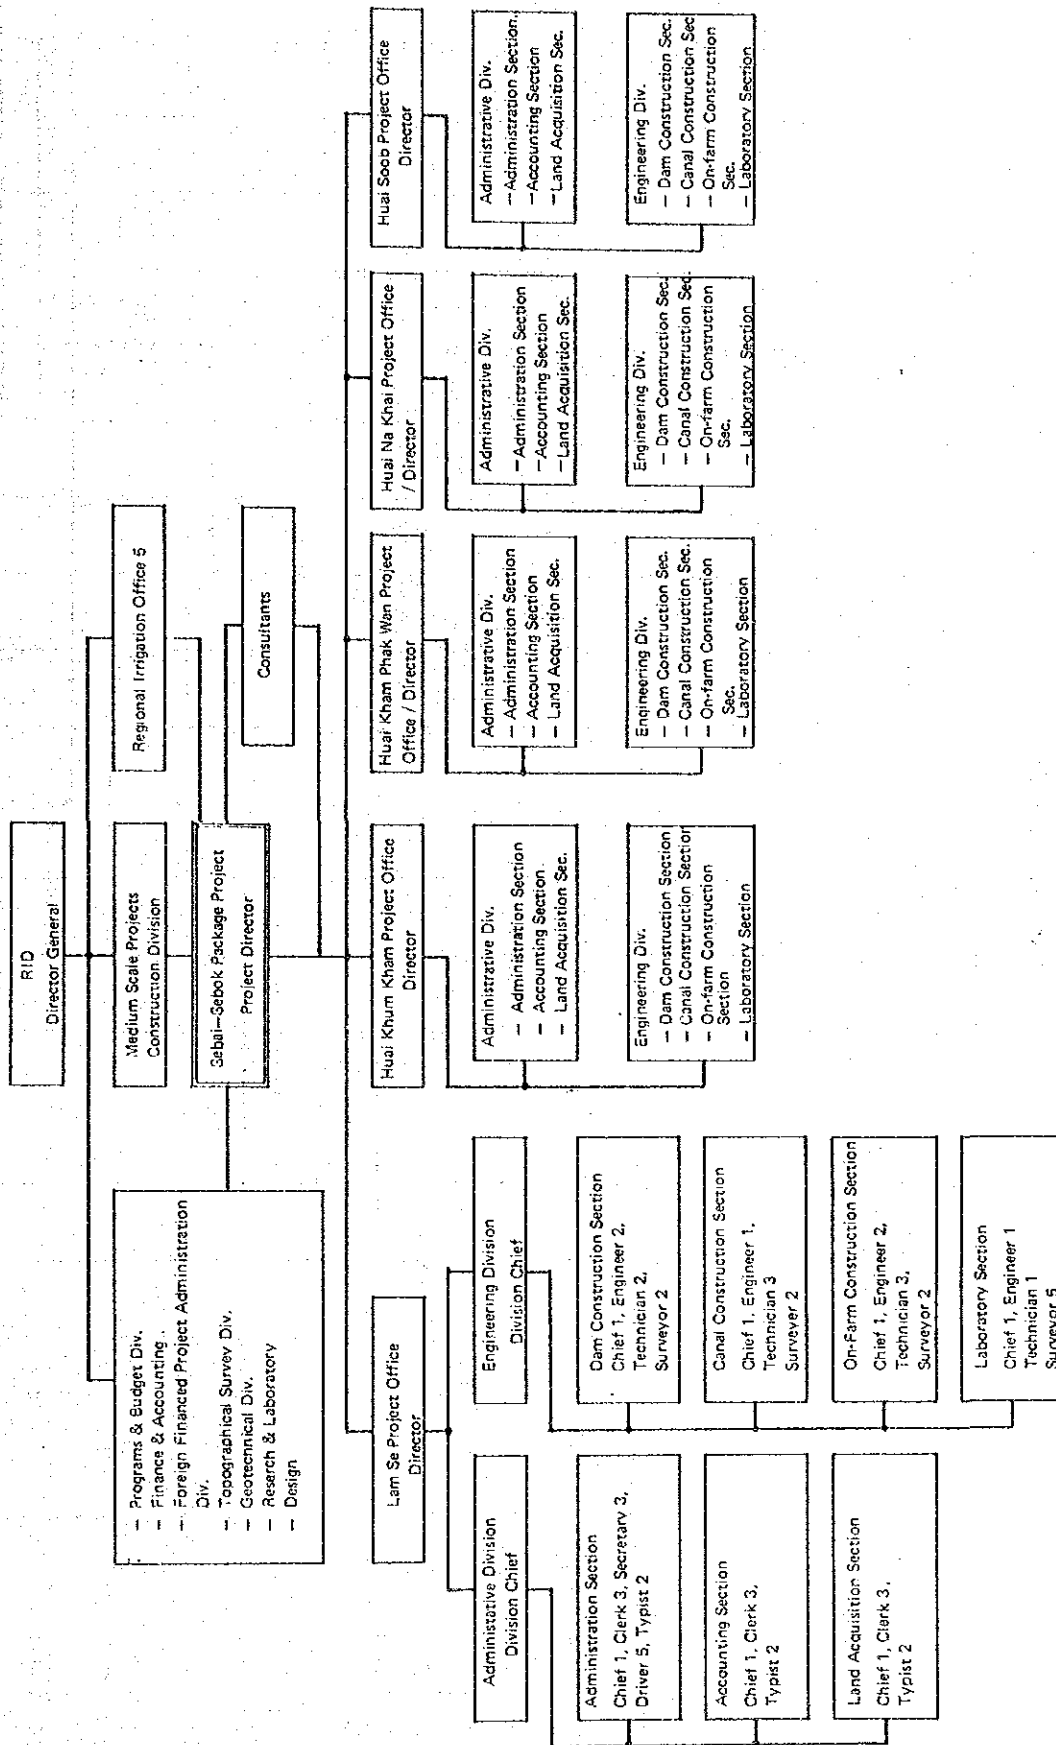 RID
Director General
Medium Scale Projects
Construction Division
Regional Irrigation Office 5
– Programs & Budget Div.
– Finance & Accounting
– Foreign Financed Project Administration
Div.
– Topographical Survey Div.
– Geotechnical Div.
– Reserch & Laboratory
– Design
Sebai–Sebok Package Project
Project Director
Consultants
Lam Se Project Office
Director
Huai Khum Kham Project Office
Director
Huai Kham Phak Wan Project
Office / Director
Huai Na Khai Project Office
/ Director
Huai Soob Project Office
Director
Administative Division
Division Chief
Engineering Division
Division Chief
Administration Section
Chief 1, Clerk 3, Secretary 3,
Driver 5, Typist 2
Accounting Section
Chief 1, Clerk 3,
Typist 2
Land Acquisition Section
Chief 1, Clerk 3,
Typist 2
Dam Construction Section
Chief 1, Engineer 2,
Technician 2,
Surveyor 2
Canal Construction Section
Chief 1, Engineer 1,
Technician 3
Surveyer 2
On-Farm Construction Section
Chief 1, Engineer 2,
Technician 3,
Surveyor 2
Laboratory Section
Chief 1, Engineer 1
Technician 1
Surveyor 5
Administrative Div.
– Administration Section
– Accounting Section
– Land Acquisition Sec.
Engineering Div.
– Dam Construction Section
– Canal Construction Section
– On-farm Construction
Section
– Laboratory Section
Administrative Div.
– Administration Section
– Accounting Section
– Land Acquisition Sec.
Engineering Div.
– Dam Construction Sec.
– Canal Construction Sec.
– On-farm Construction
Sec.
– Laboratory Section
Administrative Div.
– Administration Section
– Accounting Section
– Land Acquisition Sec.
Engineering Div.
– Dam Construction Sec.
– Canal Construction Sec.
– On-farm Construction
Sec.
– Laboratory Section
Administrative Div.
– Administration Section.
– Accounting Section
– Land Acquisition Sec.
Engineering Div.
– Dam Construction Sec.
– Canal Construction Sec
– On-farm Construction
Sec.
– Laboratory Section